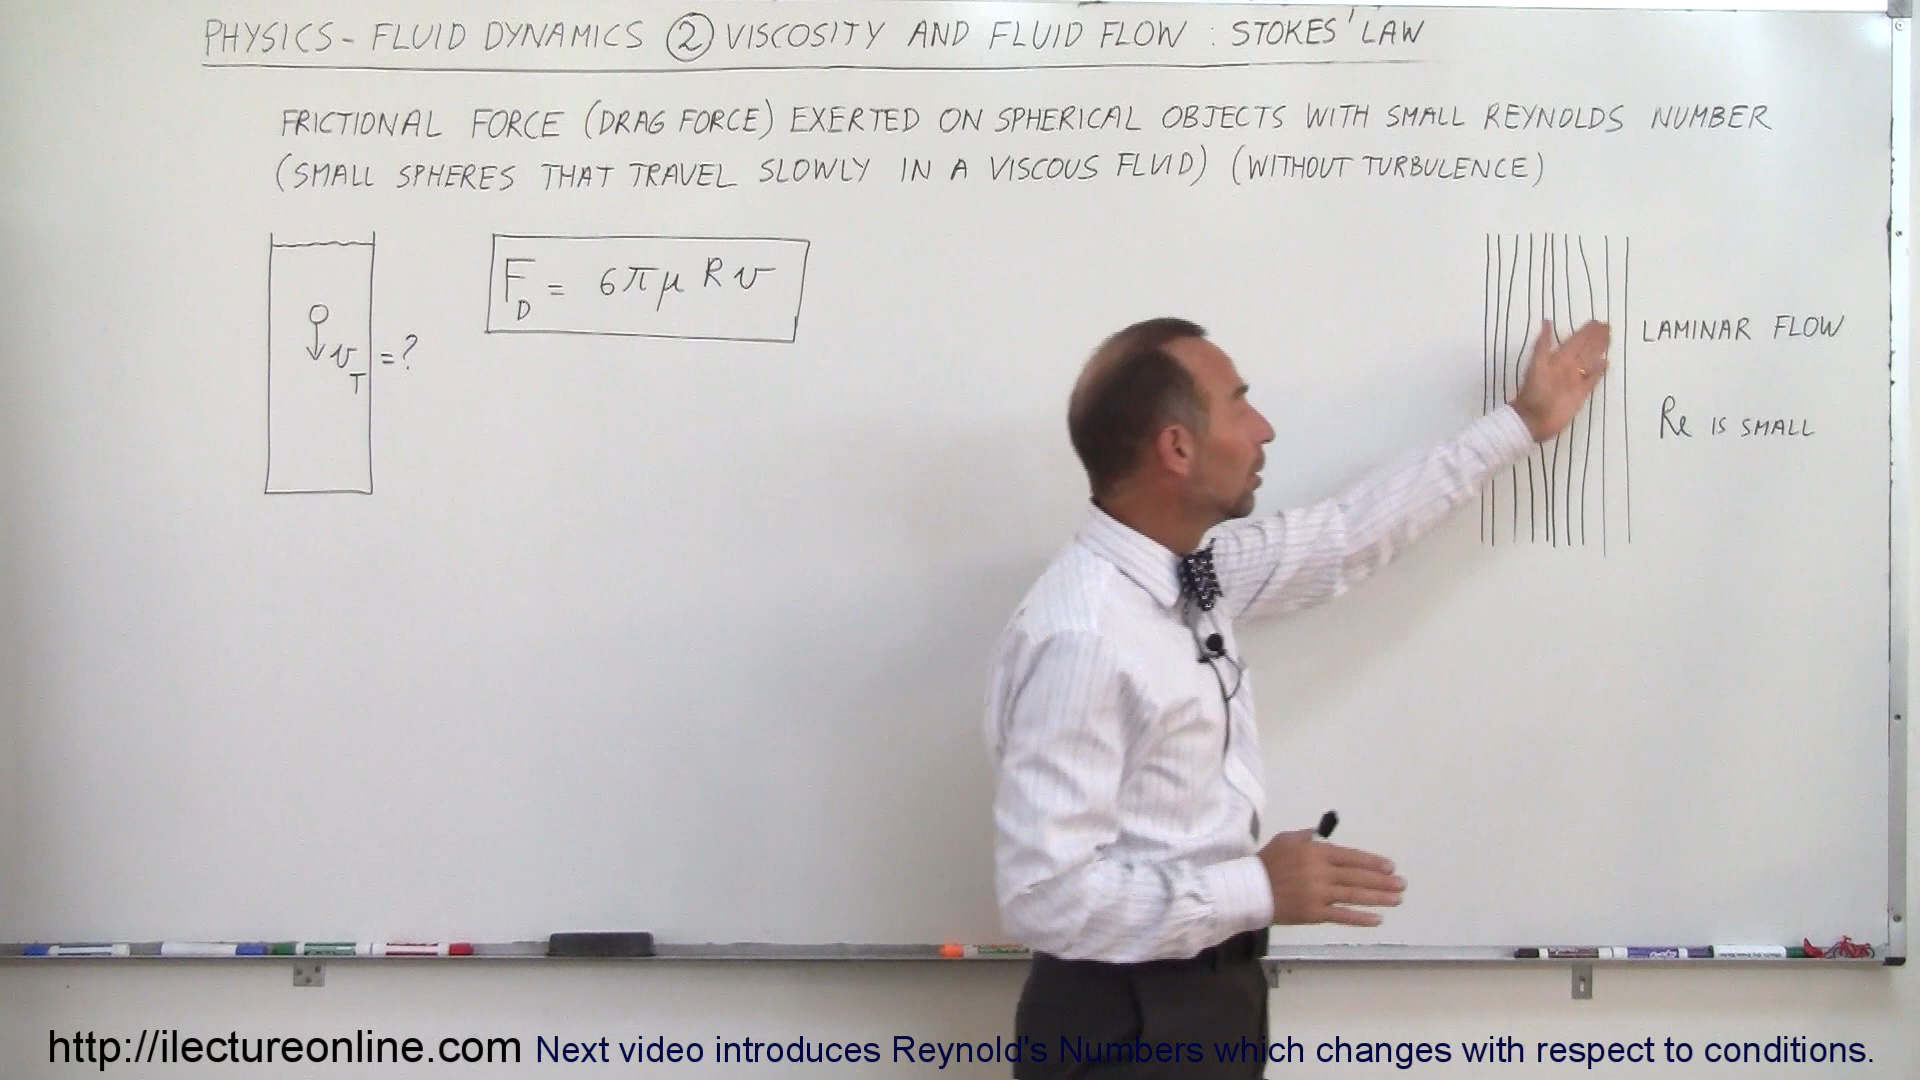 PHYSICS - FLUID DYNAMICS ② VISCOSITY AND FLUID FLOW : STOKES' LAW
FRICTIONAL FORCE (DRAG FORCE) EXERTED ON SPHERICAL OBJECTS WITH SMALL REYNOLDS NUMBER
(SMALL SPHERES THAT TRAVEL SLOWLY IN A VISCOUS FLUID) (WITHOUT TURBULENCE)
F_D = 6πμRv
v_T = ?
LAMINAR FLOW
Re IS SMALL
http://ilectureonline.com Next video introduces Reynold's Numbers which changes with respect to conditions.